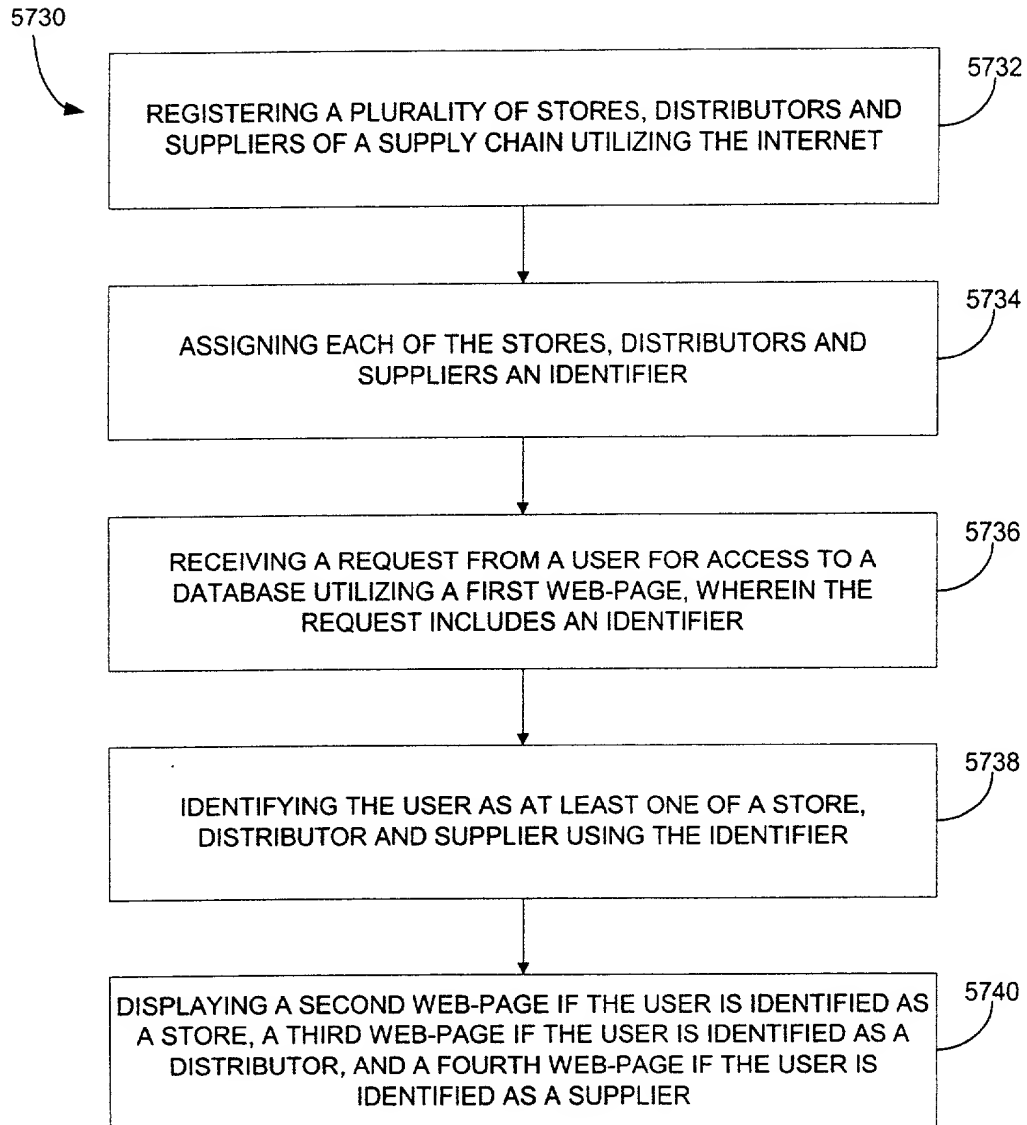 5730
5732
REGISTERING A PLURALITY OF STORES, DISTRIBUTORS AND
SUPPLIERS OF A SUPPLY CHAIN UTILIZING THE INTERNET
5734
ASSIGNING EACH OF THE STORES, DISTRIBUTORS AND
SUPPLIERS AN IDENTIFIER
5736
RECEIVING A REQUEST FROM A USER FOR ACCESS TO A
DATABASE UTILIZING A FIRST WEB-PAGE, WHEREIN THE
REQUEST INCLUDES AN IDENTIFIER
5738
IDENTIFYING THE USER AS AT LEAST ONE OF A STORE,
DISTRIBUTOR AND SUPPLIER USING THE IDENTIFIER
5740
DISPLAYING A SECOND WEB-PAGE IF THE USER IS IDENTIFIED AS
A STORE, A THIRD WEB-PAGE IF THE USER IS IDENTIFIED AS A
DISTRIBUTOR, AND A FOURTH WEB-PAGE IF THE USER IS
IDENTIFIED AS A SUPPLIER